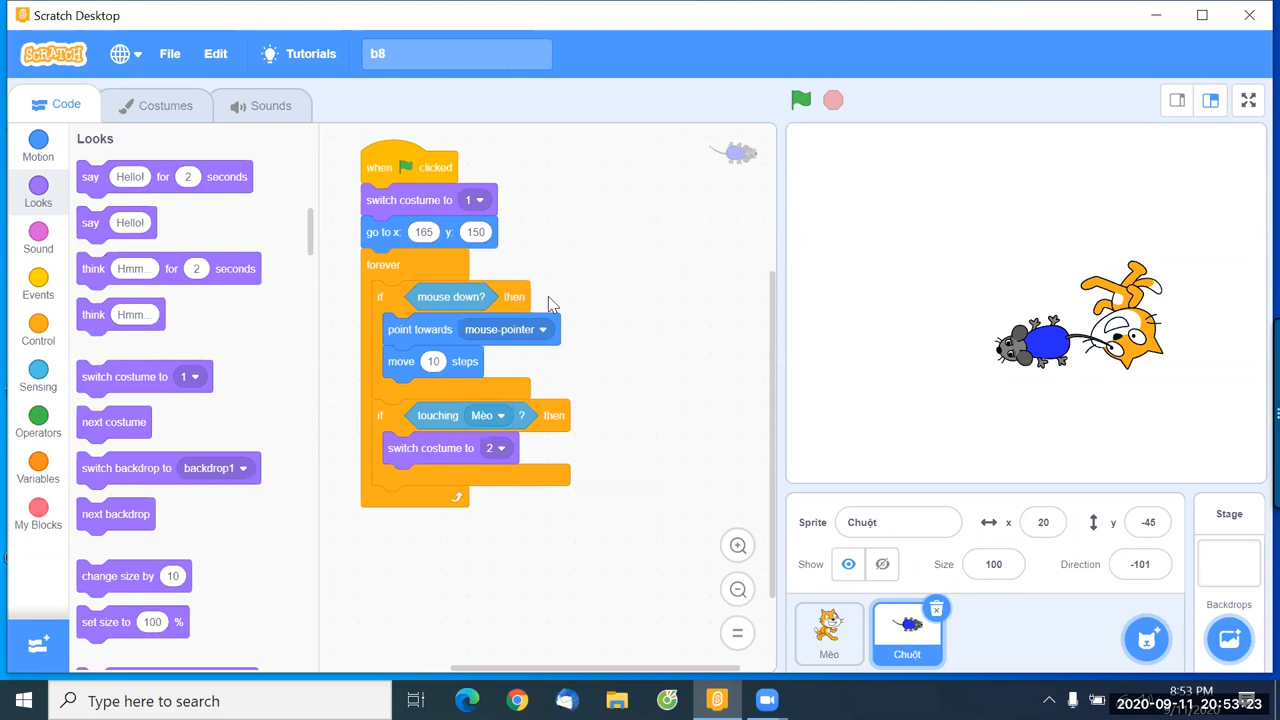 Scratch Desktop
SCRATCH File Edit Tutorials b8
Code Costumes Sounds
Motion
Looks
Sound
Events
Control
Sensing
Operators
Variables
My Blocks
Looks
say Hello! for 2 seconds
say Hello!
think Hmm... for 2 seconds
think Hmm...
switch costume to 1
next costume
switch backdrop to backdrop1
next backdrop
change size by 10
set size to 100 %
when clicked
switch costume to 1
go to x: 165 y: 150
forever
if mouse down? then
point towards mouse-pointer
move 10 steps
if touching Mèo ? then
switch costume to 2
Sprite Chuột x 20 y -45
Show Size 100 Direction -101
Mèo
Chuột
Stage
Backdrops
Type here to search
8:53 PM
2020-09-11 20:53:23